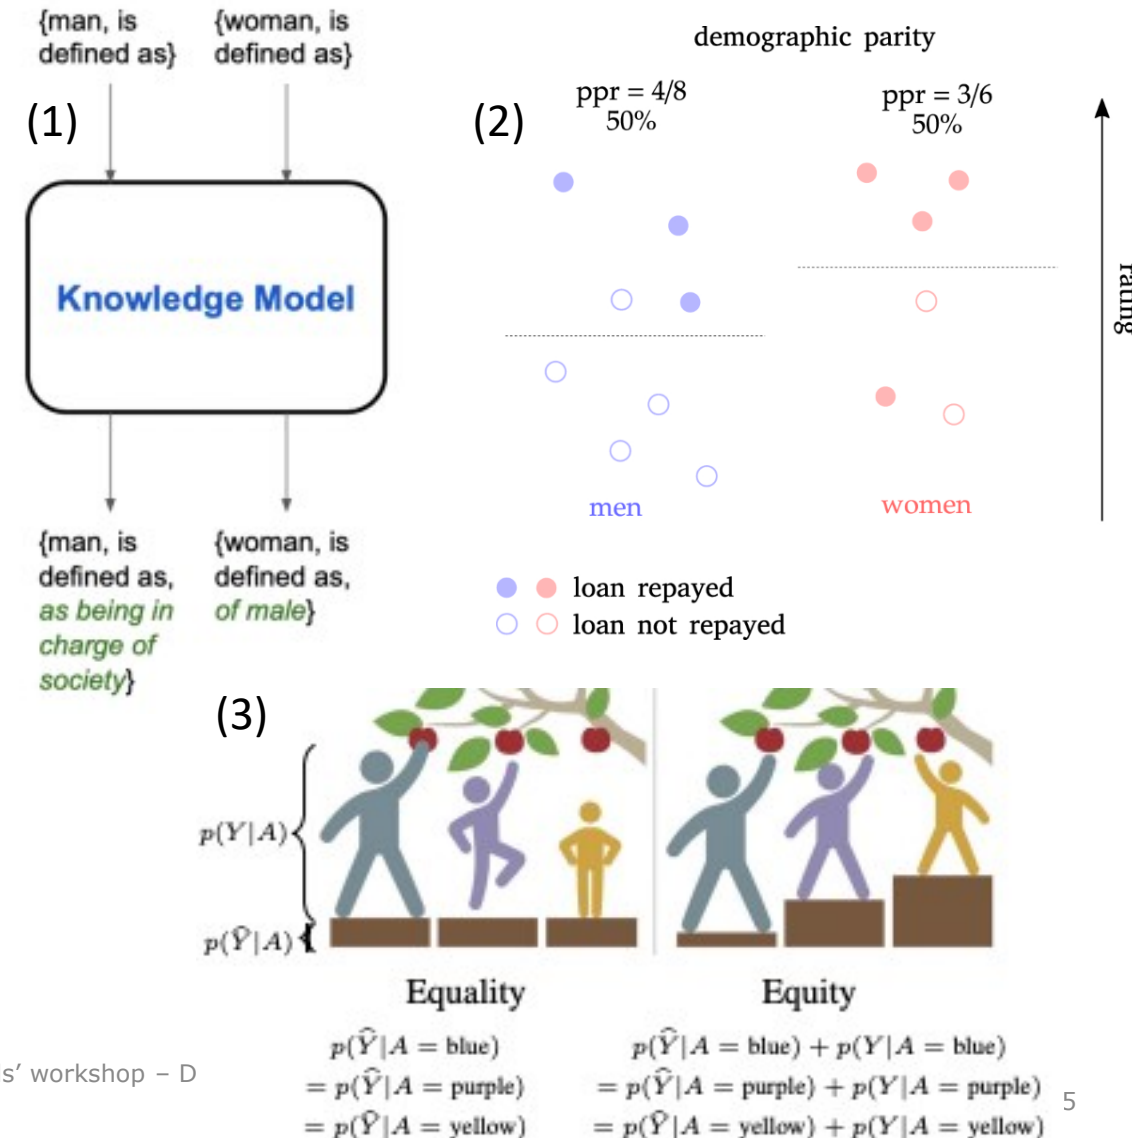 {man, is
defined as}
{woman, is
defined as}
(1)
Knowledge Model
{man, is
defined as,
as being in
charge of
society}
{woman, is
defined as,
of male}
(2)
demographic parity
ppr = 4/8
50%
ppr = 3/6
50%
rating
men
women
loan repayed
loan not repayed
(3)
p(Y|A)
p(Ŷ|A)
Equality
Equity
p(Ŷ|A = blue)
= p(Ŷ|A = purple)
= p(Ŷ|A = yellow)
p(Ŷ|A = blue) + p(Y|A = blue)
= p(Ŷ|A = purple) + p(Y|A = purple)
= p(Ŷ|A = yellow) + p(Y|A = yellow)
s' workshop – D
5